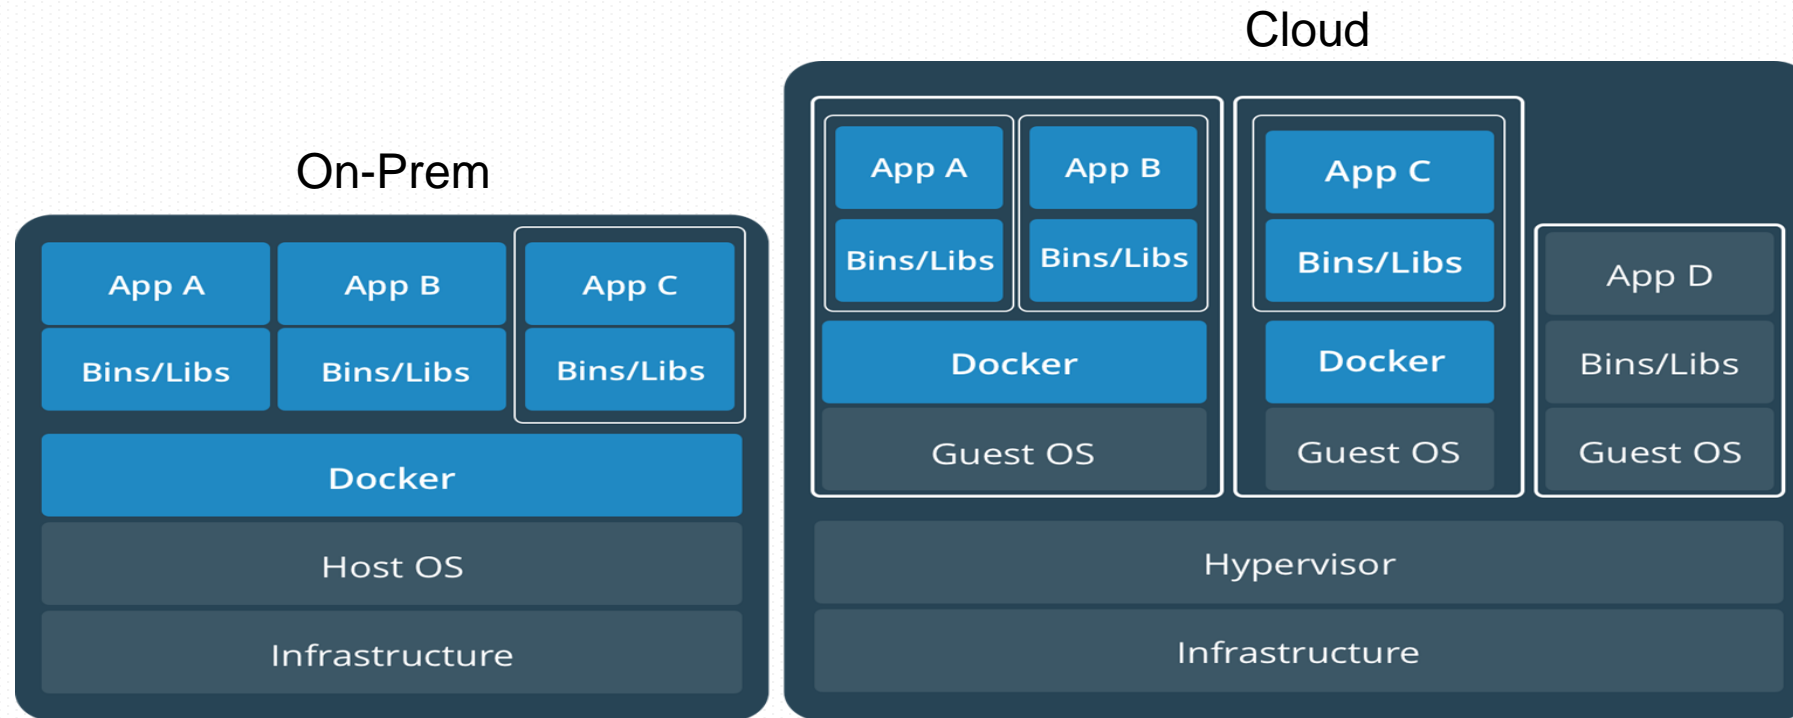 On-Prem
App A
App B
App C
Bins/Libs
Bins/Libs
Bins/Libs
Docker
Host OS
Infrastructure
Cloud
App A
App B
Bins/Libs
Bins/Libs
Docker
Guest OS
App C
Bins/Libs
Docker
Guest OS
App D
Bins/Libs
Guest OS
Hypervisor
Infrastructure